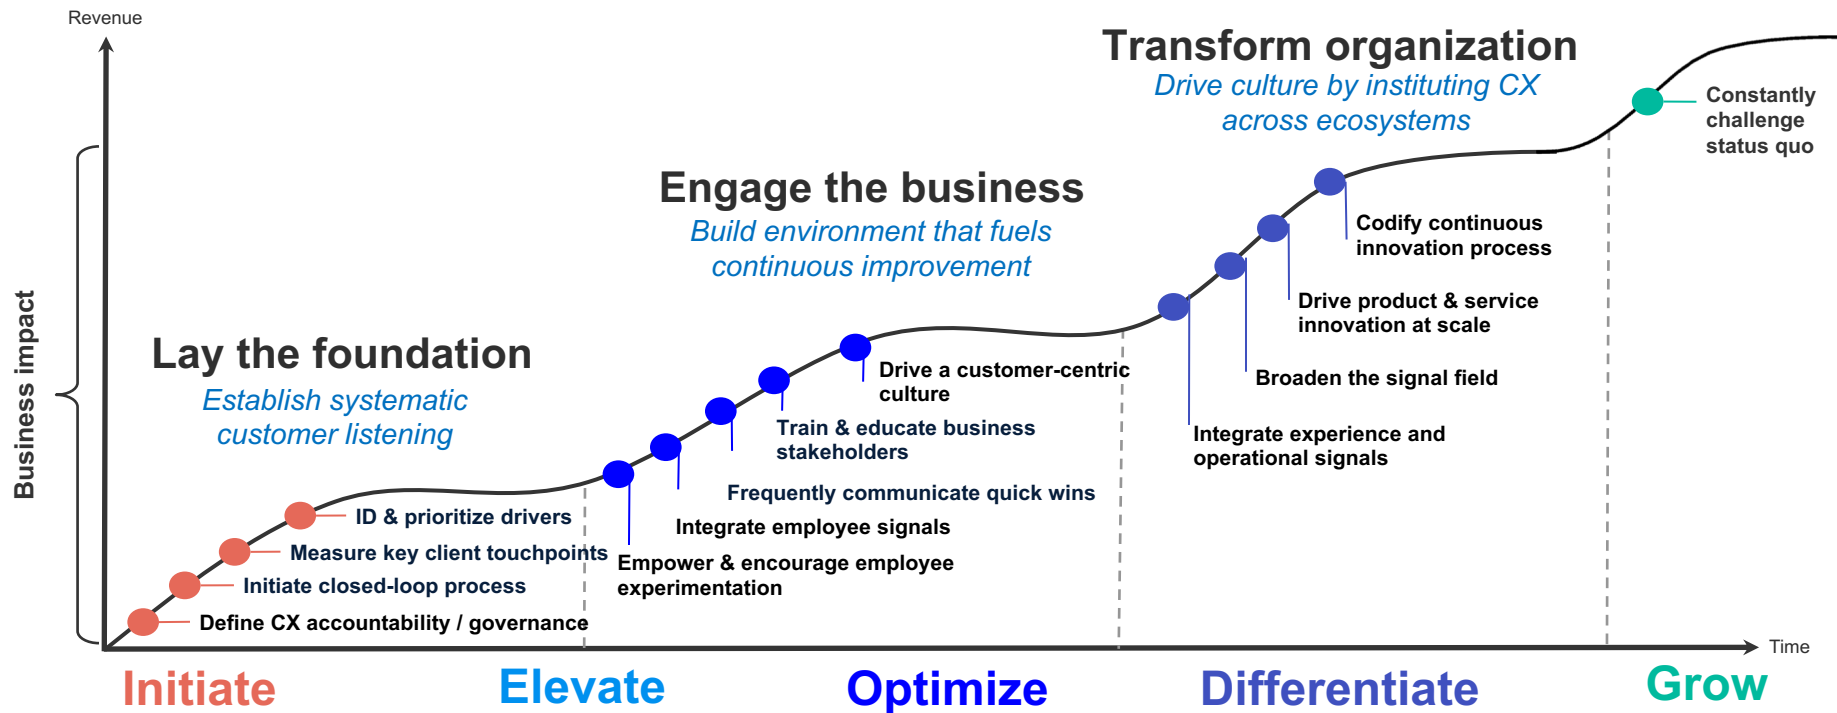 Revenue
Transform organization
Drive culture by instituting CX
across ecosystems
Constantly
challenge
status quo
Engage the business
Build environment that fuels
continuous improvement
Codify continuous
innovation process
Drive product & service
innovation at scale
Business impact
Lay the foundation
Establish systematic
customer listening
Drive a customer-centric
culture
Broaden the signal field
Train & educate business
stakeholders
Integrate experience and
operational signals
Frequently communicate quick wins
ID & prioritize drivers
Integrate employee signals
Measure key client touchpoints
Empower & encourage employee
experimentation
Initiate closed-loop process
Define CX accountability / governance
Time
Initiate
Elevate
Optimize
Differentiate
Grow